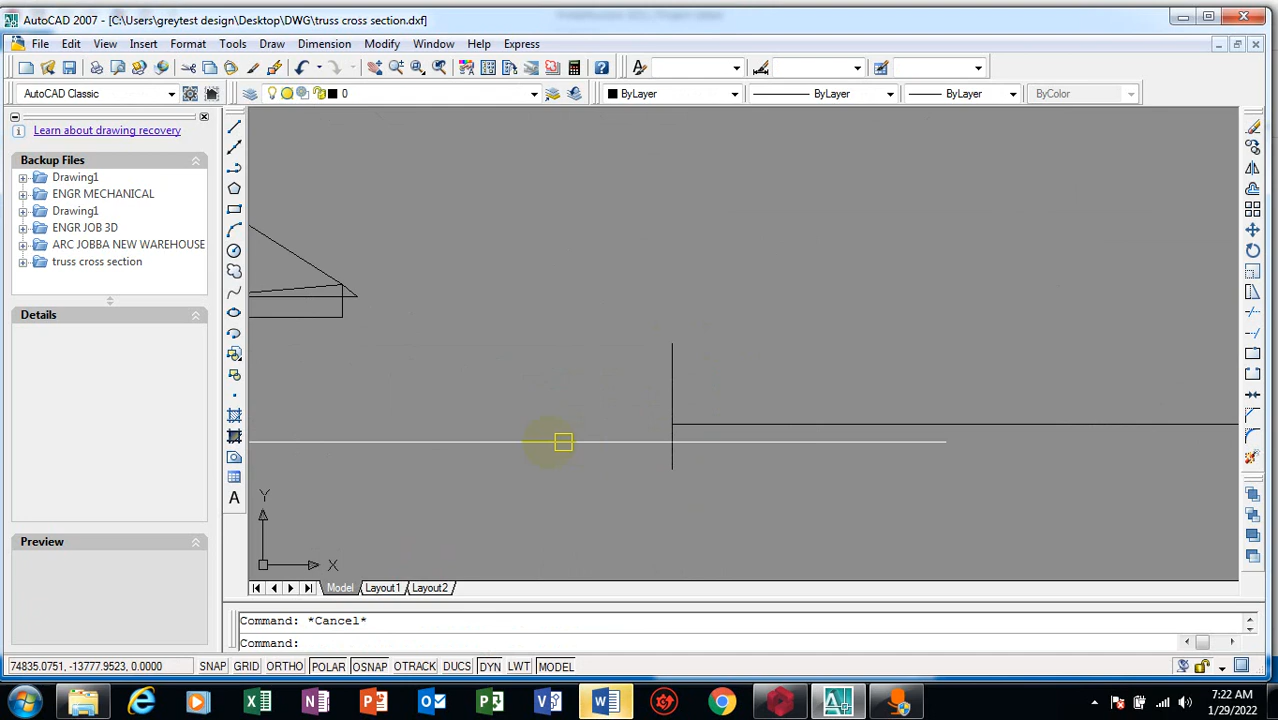 AutoCAD 2007 - [C:\Users\greytest design\Desktop\DWG\truss cross section.dxf]
File Edit View Insert Format Tools Draw Dimension Modify Window Help Express
AutoCAD Classic 0 ByLayer ByLayer ByLayer ByColor
Learn about drawing recovery
Backup Files
Drawing1
ENGR MECHANICAL
Drawing1
ENGR JOB 3D
ARC JOBBA NEW WAREHOUSE
truss cross section
Details
Preview
A
Y
X
Model Layout1 Layout2
Command: *Cancel*
Command:
74835.0751, -13777.9523, 0.0000 SNAP GRID ORTHO POLAR OSNAP OTRACK DUCS DYN LWT MODEL
7:22 AM
1/29/2022